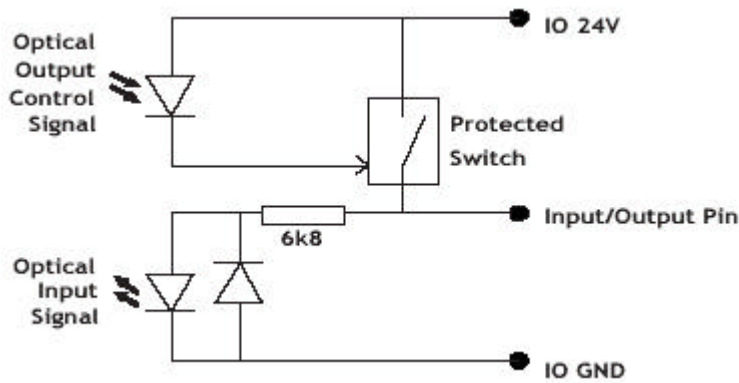 IO 24V
Optical
Output
Control
Signal
Protected
Switch
Input/Output Pin
6k8
Optical
Input
Signal
IO GND